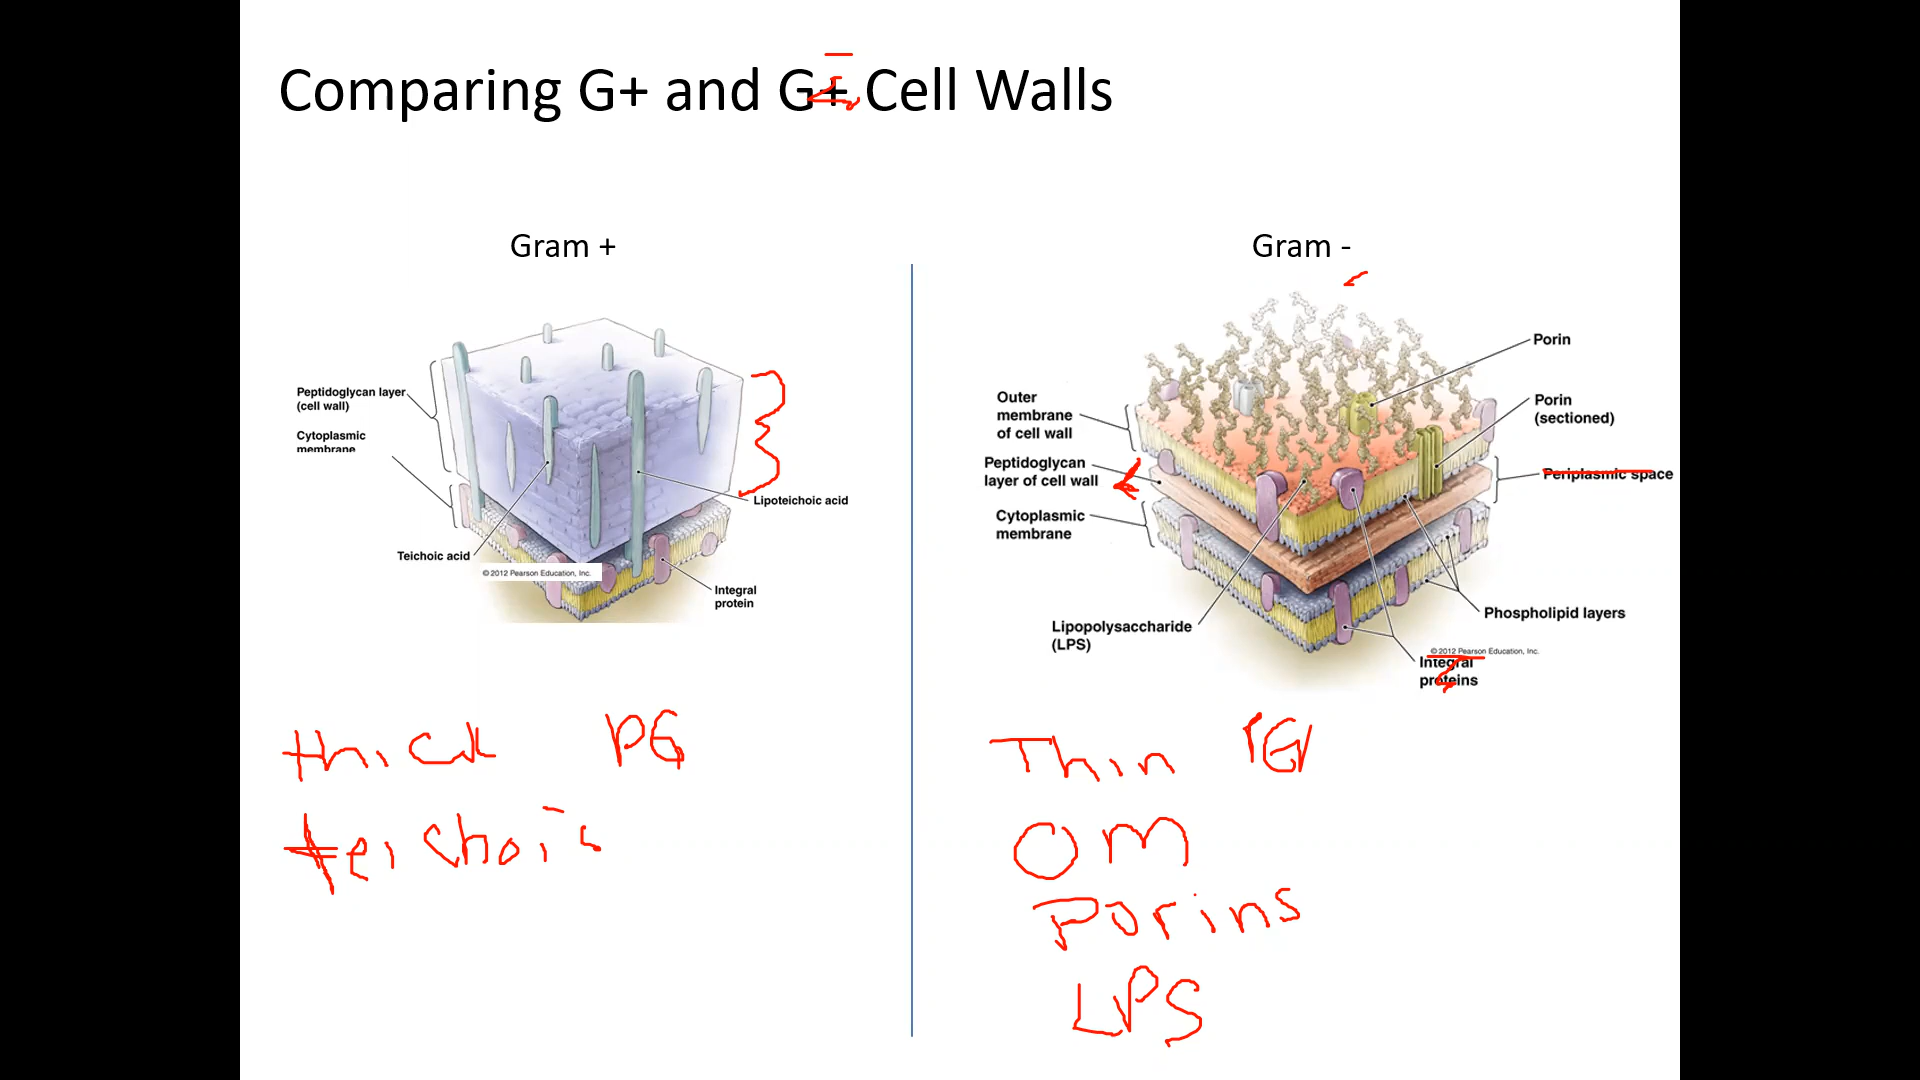 Comparing G+ and G+ Cell Walls
Gram +
Gram -
Peptidoglycan layer
(cell wall)
Cytoplasmic
membrane
Teichoic acid
Lipoteichoic acid
Integral
protein
© 2012 Pearson Education, Inc.
Outer
membrane
of cell wall
Peptidoglycan
layer of cell wall
Cytoplasmic
membrane
Lipopolysaccharide
(LPS)
Porin
Porin
(sectioned)
Periplasmic space
Phospholipid layers
© 2012 Pearson Education, Inc.
Integral
proteins
thick PG
teichoic
Thin PG
OM
Porins
LPS